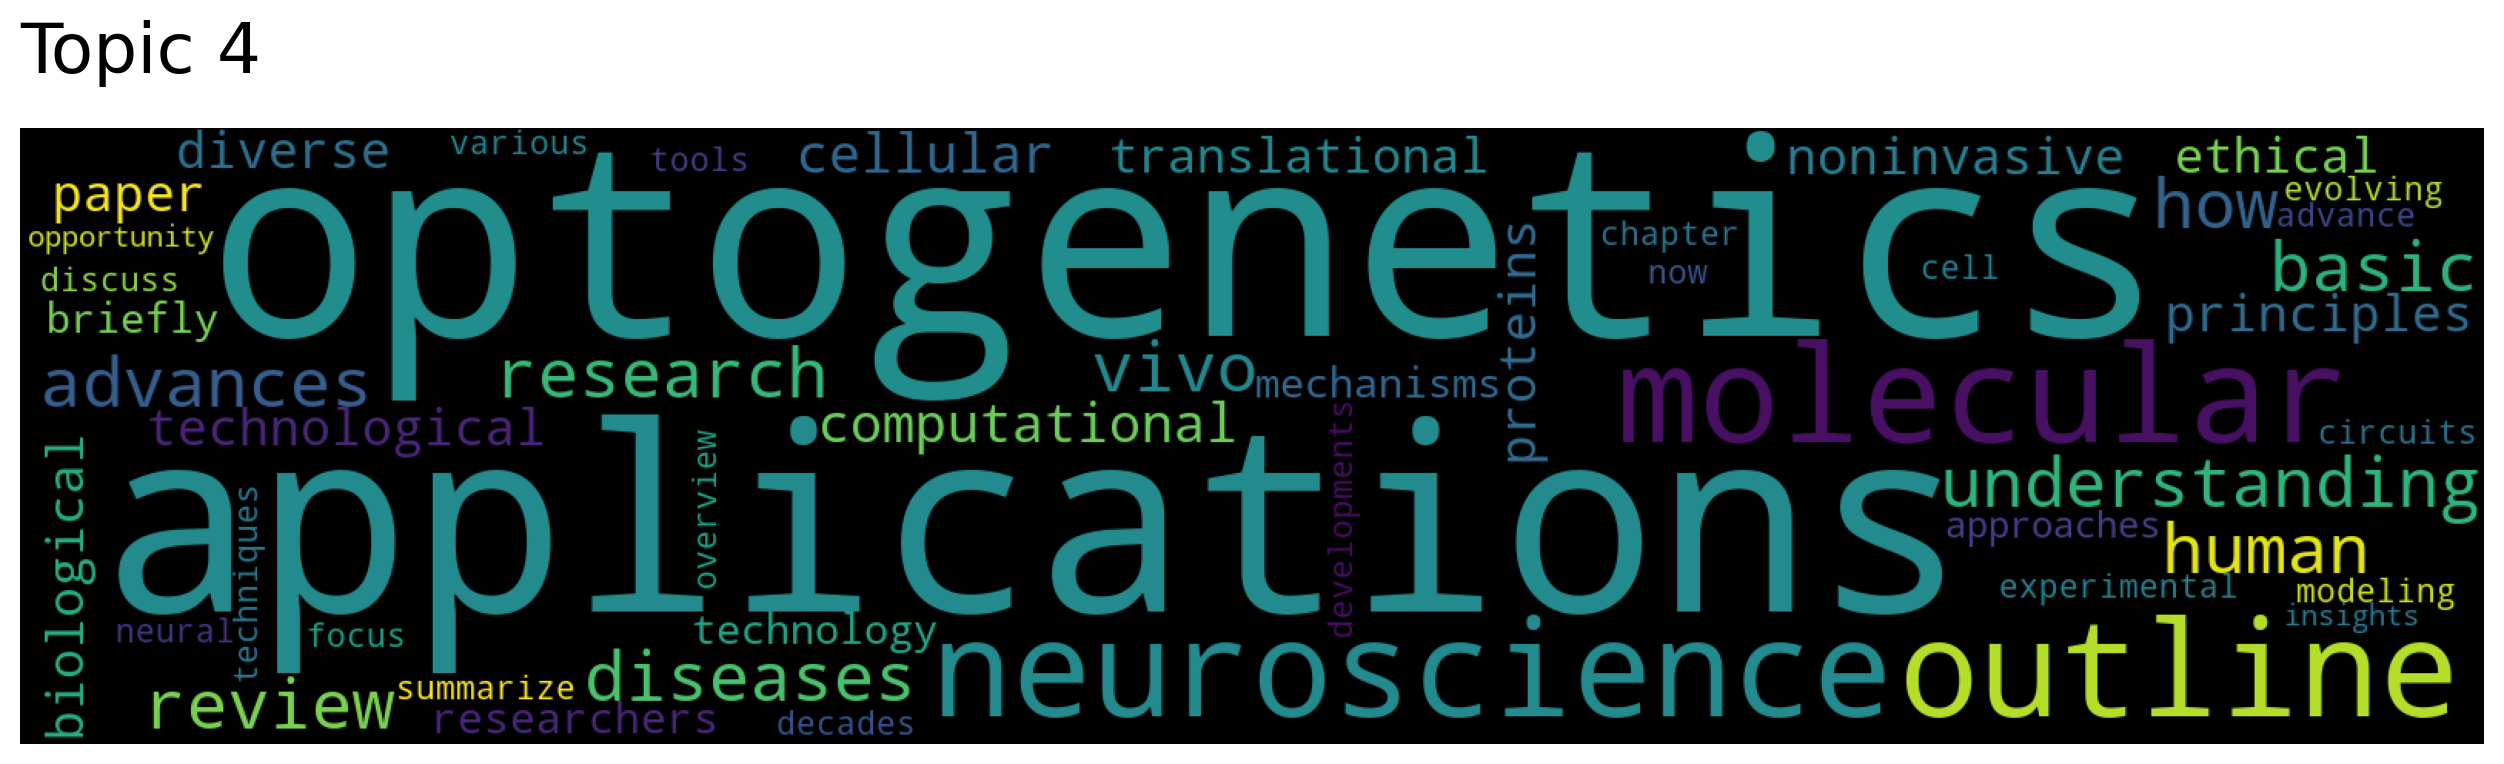 Topic 4
diverse various tools cellular translational noninvasive ethical
paper optogenetics how evolving
opportunity chapter advance
discuss now cell basic
briefly proteins principles
advances research vivo mechanisms molecular
technological computational circuits
biological applications understanding
techniques overview developments approaches human
experimental modeling
neural focus technology insights
review summarize diseases neuroscience outline
researchers decades